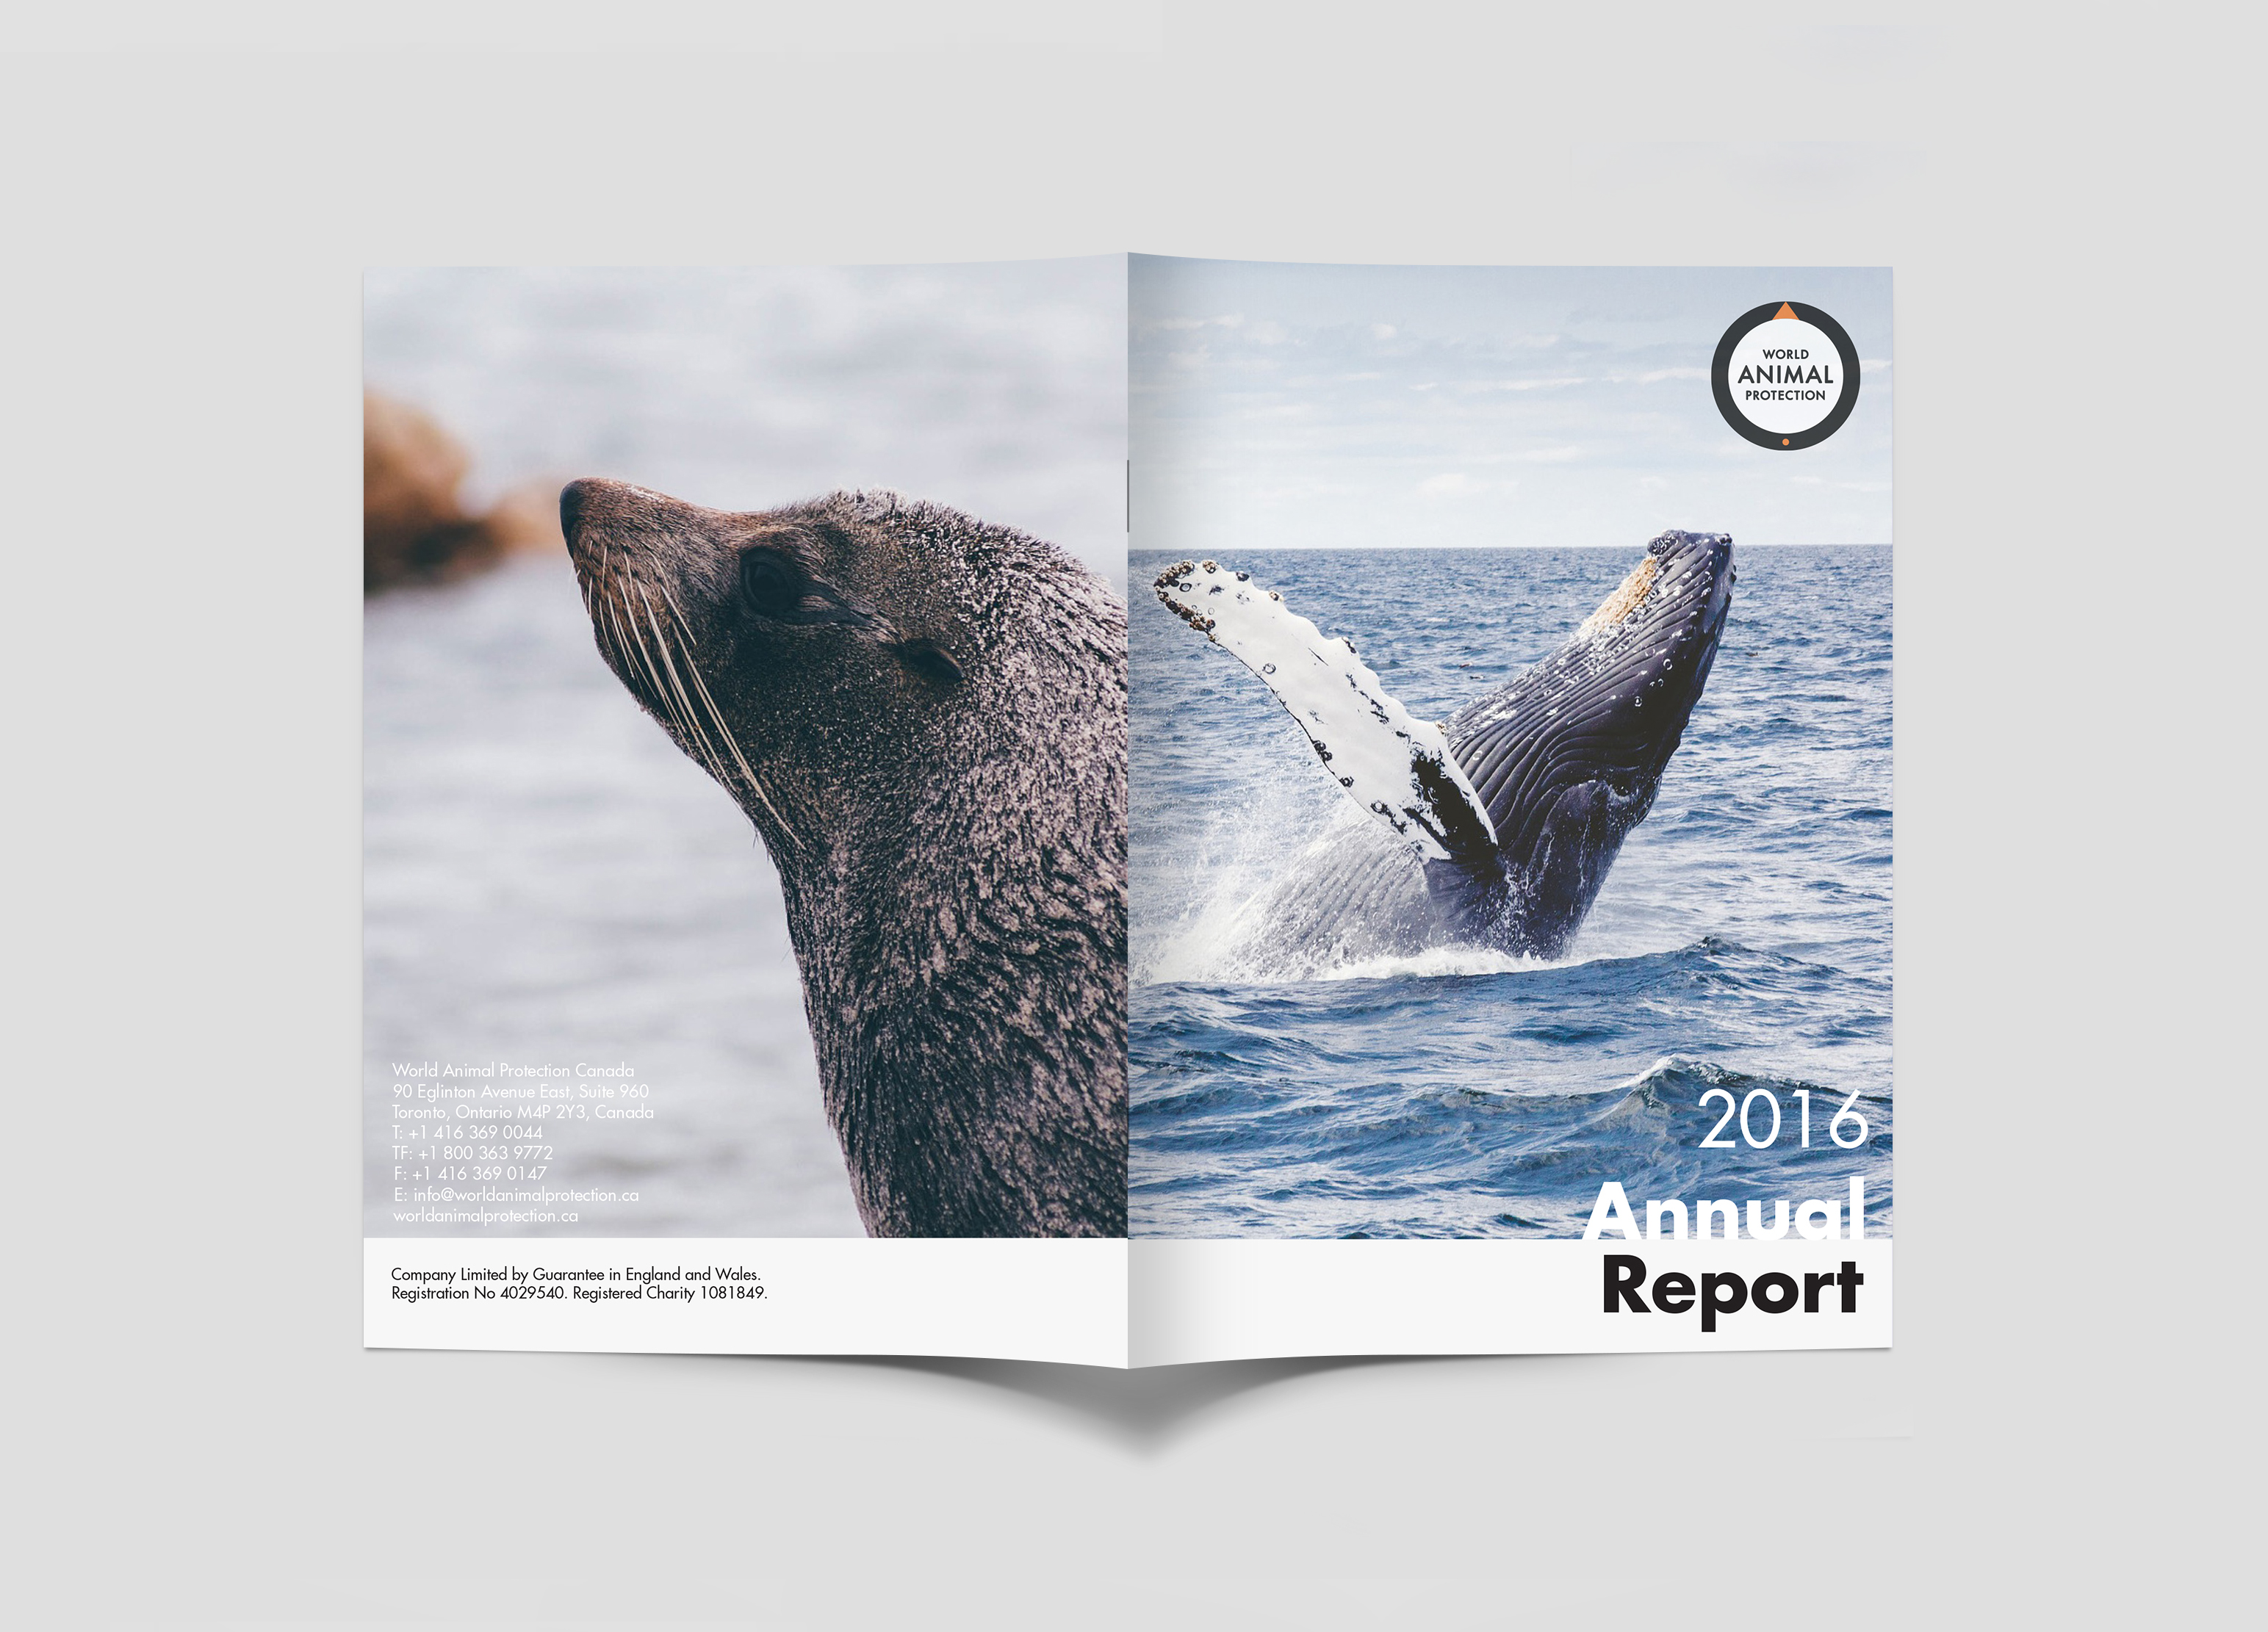 World Animal Protection Canada
90 Eglinton Avenue East, Suite 960
Toronto, Ontario M4P 2Y3, Canada
T: +1 416 369 0044
TF: +1 800 363 9772
F: +1 416 369 0147
E: info@worldanimalprotection.ca
worldanimalprotection.ca
Company Limited by Guarantee in England and Wales.
Registration No 4029540. Registered Charity 1081849.
WORLD
ANIMAL
PROTECTION
2016
Annual
Report